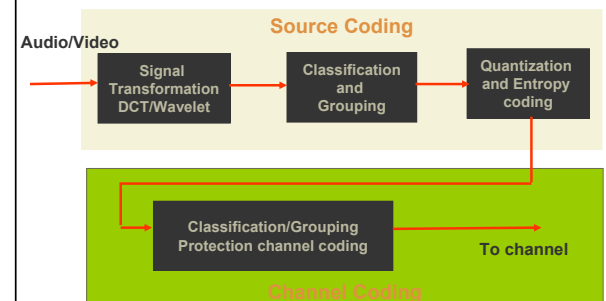 Source Coding
Audio/Video
Signal
Transformation
DCT/Wavelet
Classification
and
Grouping
Quantization
and Entropy
coding
Classification/Grouping
Protection channel coding
To channel
Channel Coding